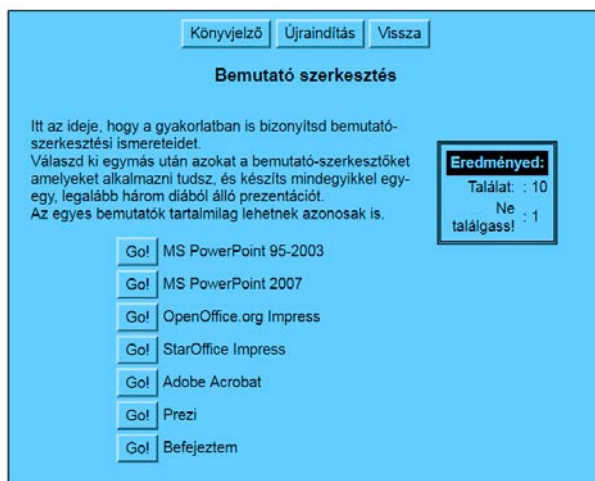 Könyvjelző Újraindítás Vissza
Bemutató szerkesztés
Itt az ideje, hogy a gyakorlatban is bizonyítsd bemutató-
szerkesztési ismereteidet.
Válaszd ki egymás után azokat a bemutató-szerkesztőket
amelyeket alkalmazni tudsz, és készíts mindegyikkel egy-
egy, legalább három diából álló prezentációt.
Az egyes bemutatók tartalmilag lehetnek azonosak is.
Eredményed:
Találat: : 10
Ne
találgass! : 1
Go! MS PowerPoint 95-2003
Go! MS PowerPoint 2007
Go! OpenOffice.org Impress
Go! StarOffice Impress
Go! Adobe Acrobat
Go! Prezi
Go! Befejeztem